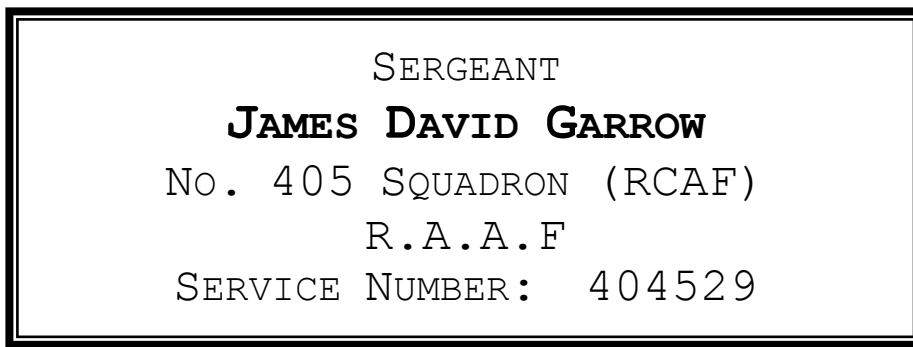 SERGEANT
JAMES DAVID GARROW
NO. 405 SQUADRON (RCAF)
R.A.A.F
SERVICE NUMBER: 404529